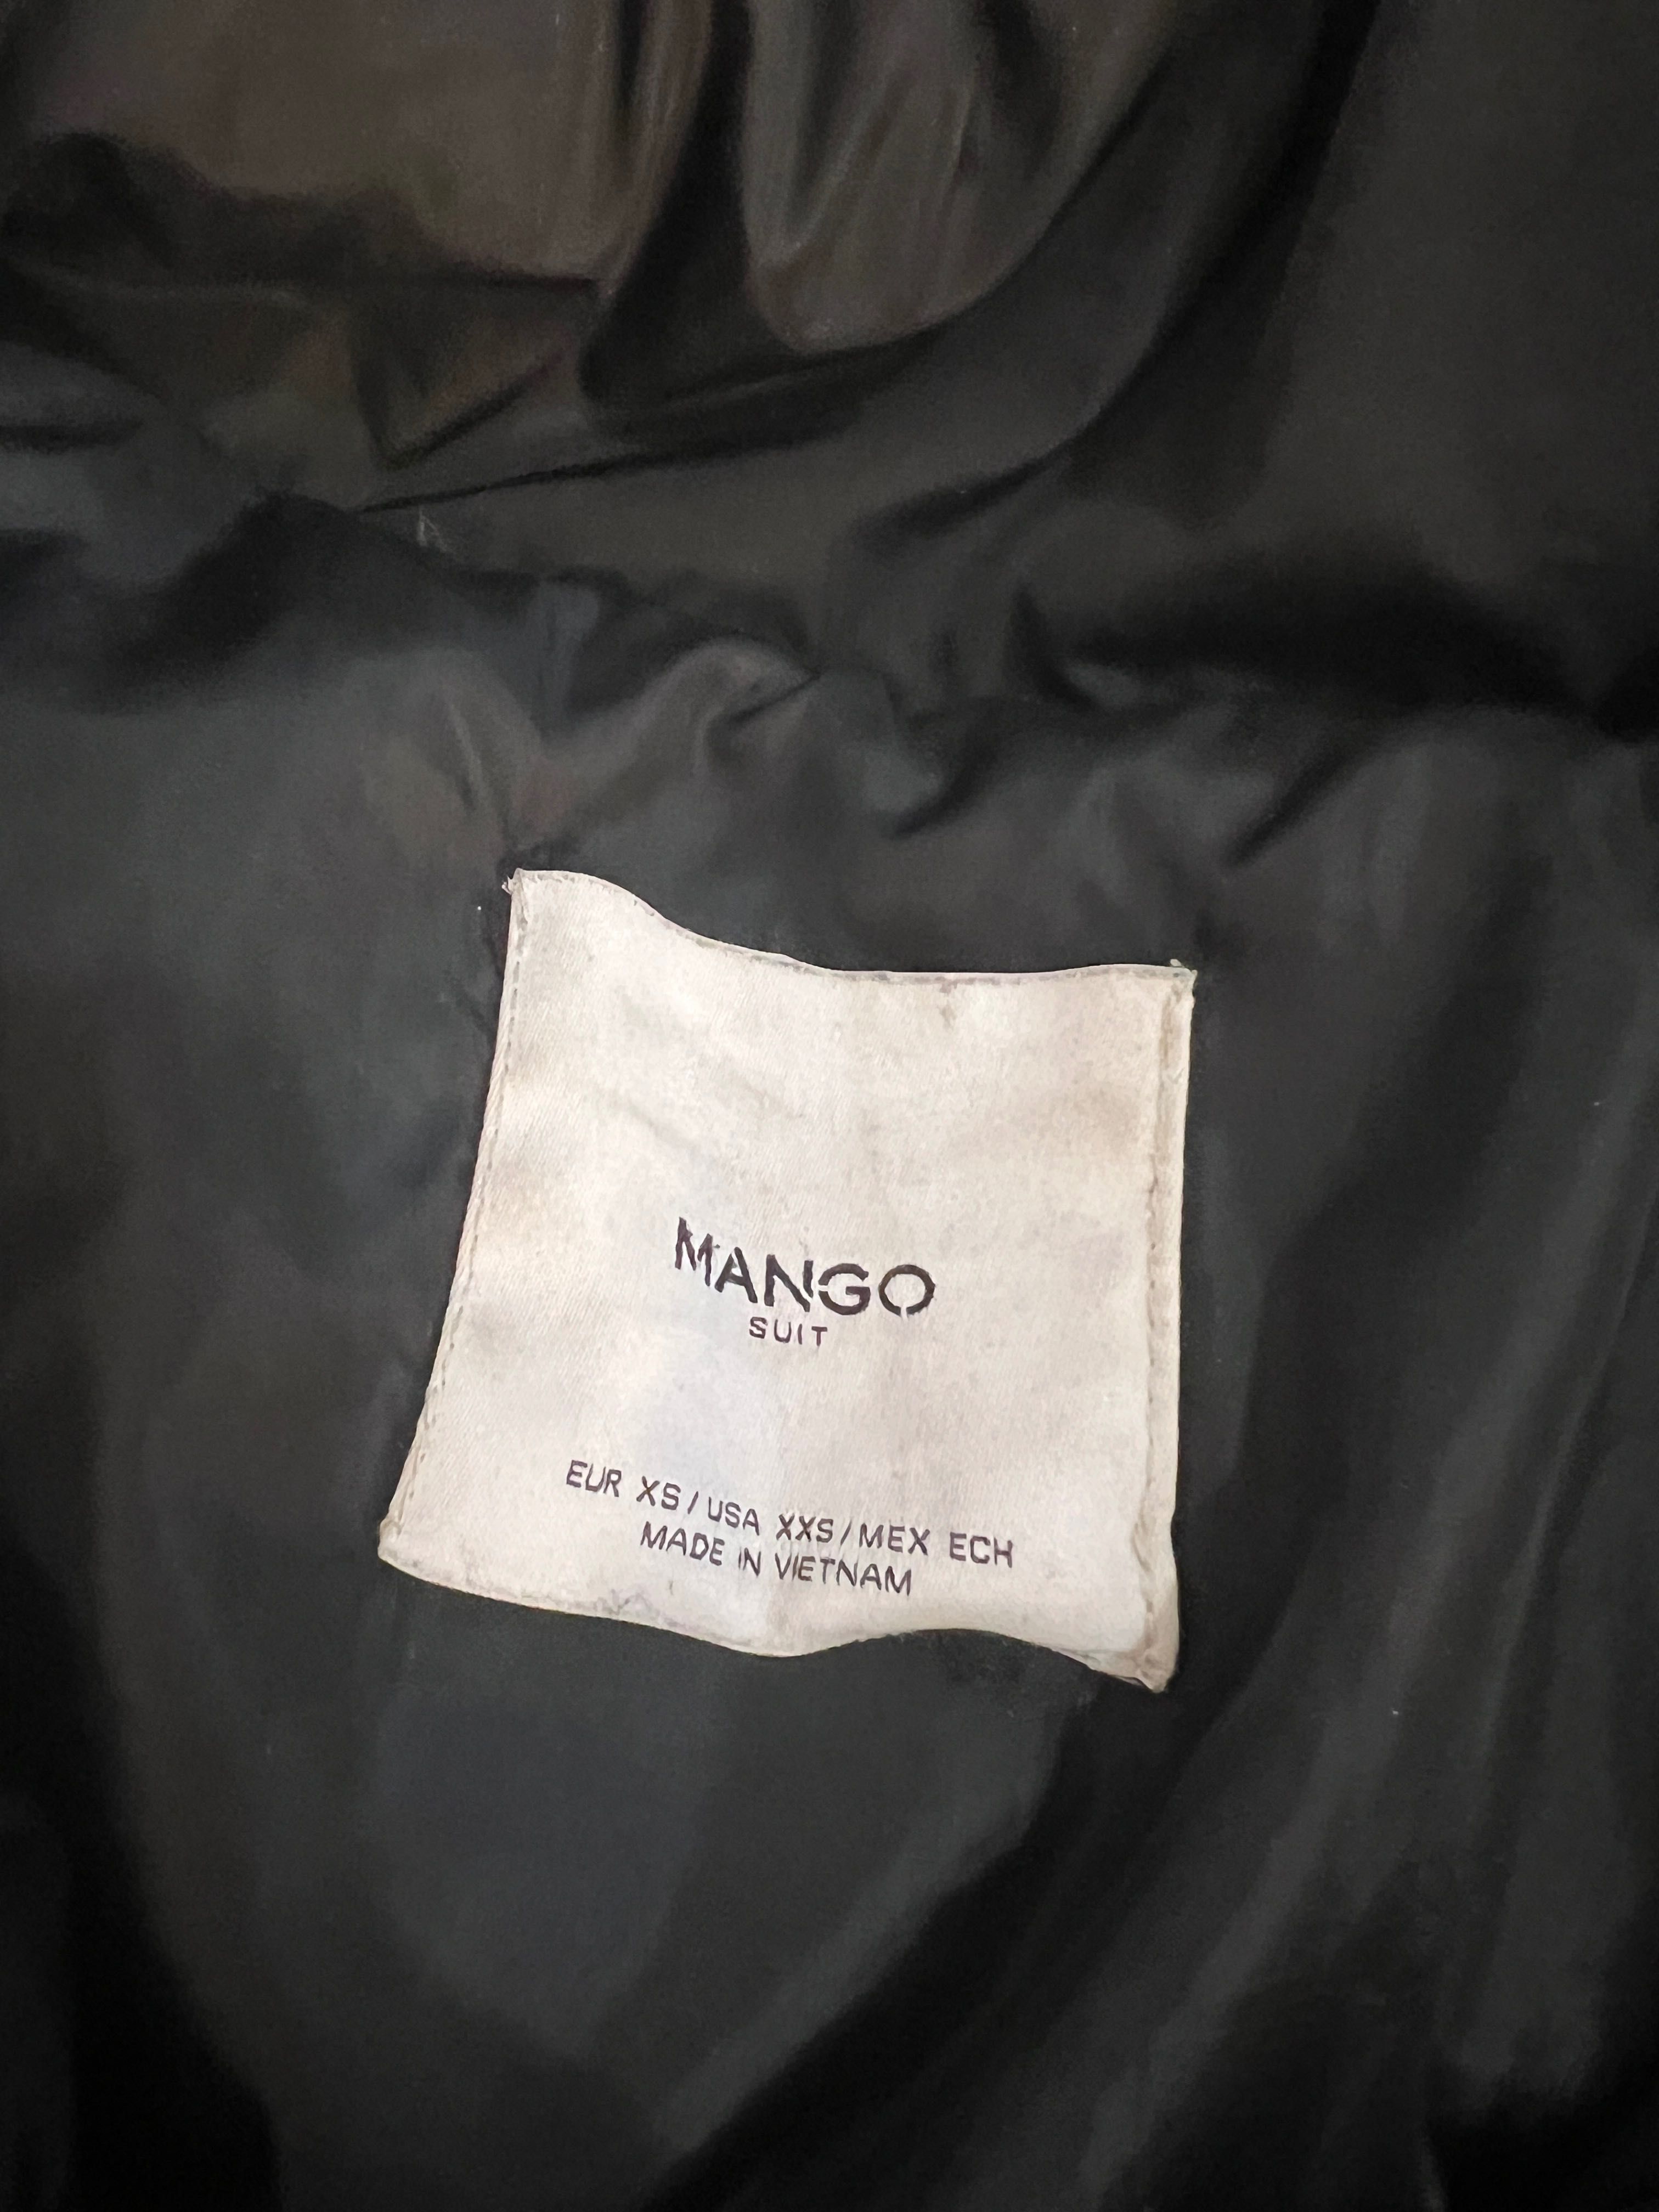 MANGO
SUIT
EUR XS / USA XXS / MEX ECH
MADE IN VIETNAM